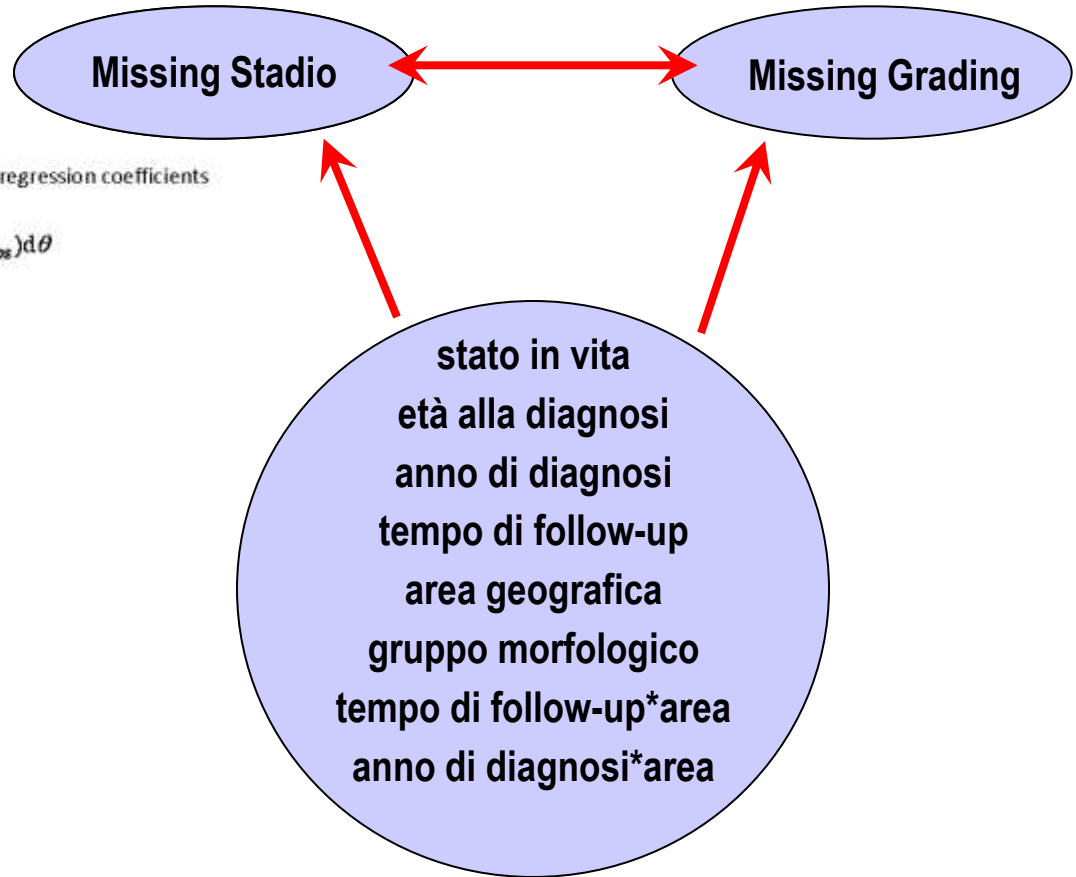 Missing Stadio
Missing Grading
regression coefficients
)dθ
stato in vita
età alla diagnosi
anno di diagnosi
tempo di follow-up
area geografica
gruppo morfologico
tempo di follow-up*area
anno di diagnosi*area